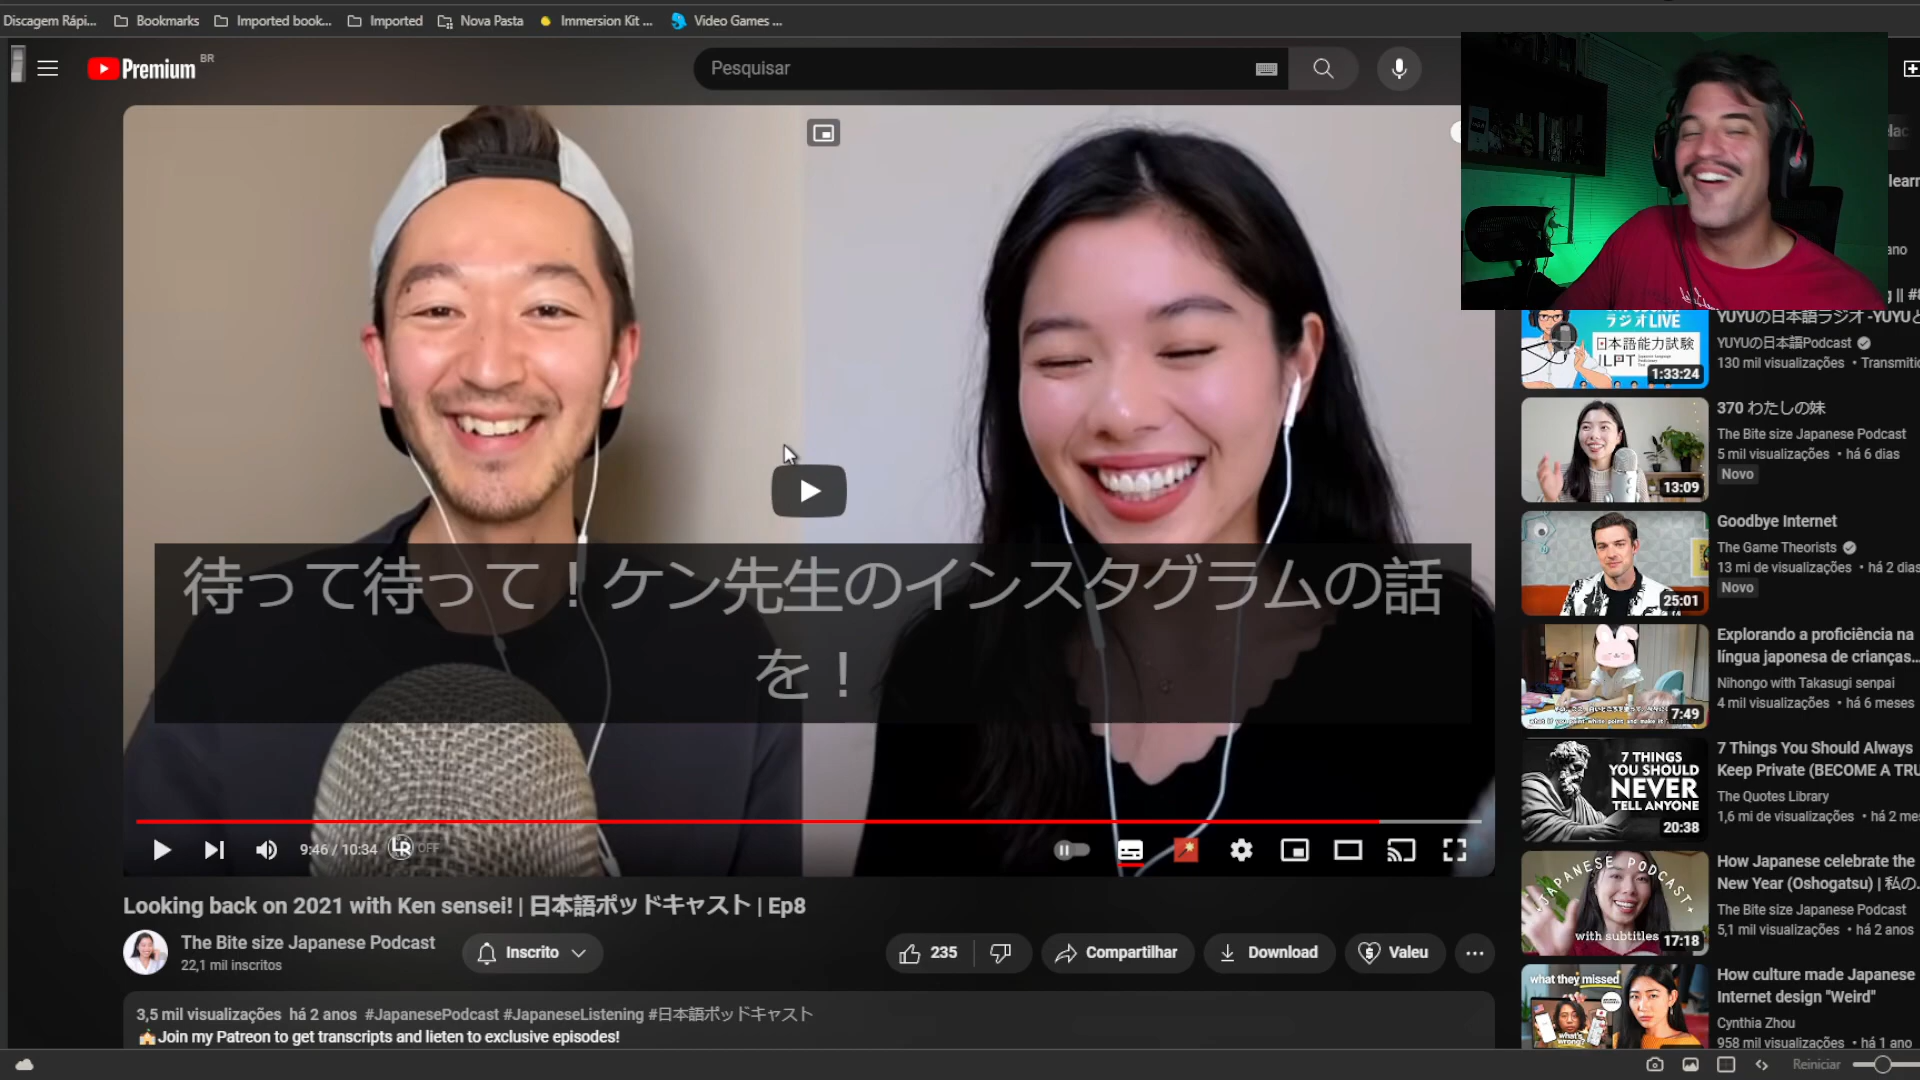 Discagem Rápi...
Bookmarks
Imported book...
Imported
Nova Pasta
Immersion Kit ...
Video Games ...
Premium
BR
Pesquisar
待って待って！ケン先生のインスタグラムの話
を！
9:46 / 10:34
OFF
Looking back on 2021 with Ken sensei! | 日本語ポッドキャスト | Ep8
The Bite size Japanese Podcast
22,1 mil inscritos
Inscrito
235
Compartilhar
Download
Valeu
3,5 mil visualizações há 2 anos #JapanesePodcast #JapaneseListening #日本語ポッドキャスト
Join my Patreon to get transcripts and lieten to exclusive episodes!
ラジオLIVE
日本語能力試験
JLPT
1:33:24
YUYUの日本語ラジオ -YUYUと
YUYUの日本語Podcast
130 mil visualizações • Transmitic
13:09
370 わたしの妹
The Bite size Japanese Podcast
5 mil visualizações • há 6 dias
Novo
25:01
Goodbye Internet
The Game Theorists
13 mi de visualizações • há 2 dias
Novo
7:49
Explorando a proficiência na
língua japonesa de crianças...
Nihongo with Takasugi senpai
4 mil visualizações • há 6 meses
7 THINGS
YOU SHOULD
NEVER
TELL ANYONE
20:38
7 Things You Should Always
Keep Private (BECOME A TRU
The Quotes Library
1,6 mi de visualizações • há 2 mes
JAPANESE PODCAST
with subtitles
17:18
How Japanese celebrate the
New Year (Oshogatsu) | 私の...
The Bite size Japanese Podcast
5,1 mil visualizações • há 2 anos
what they missed
what's wrong?
How culture made Japanese
Internet design "Weird"
Cynthia Zhou
958 mil visualizações • há 1 ano
Reiniciar